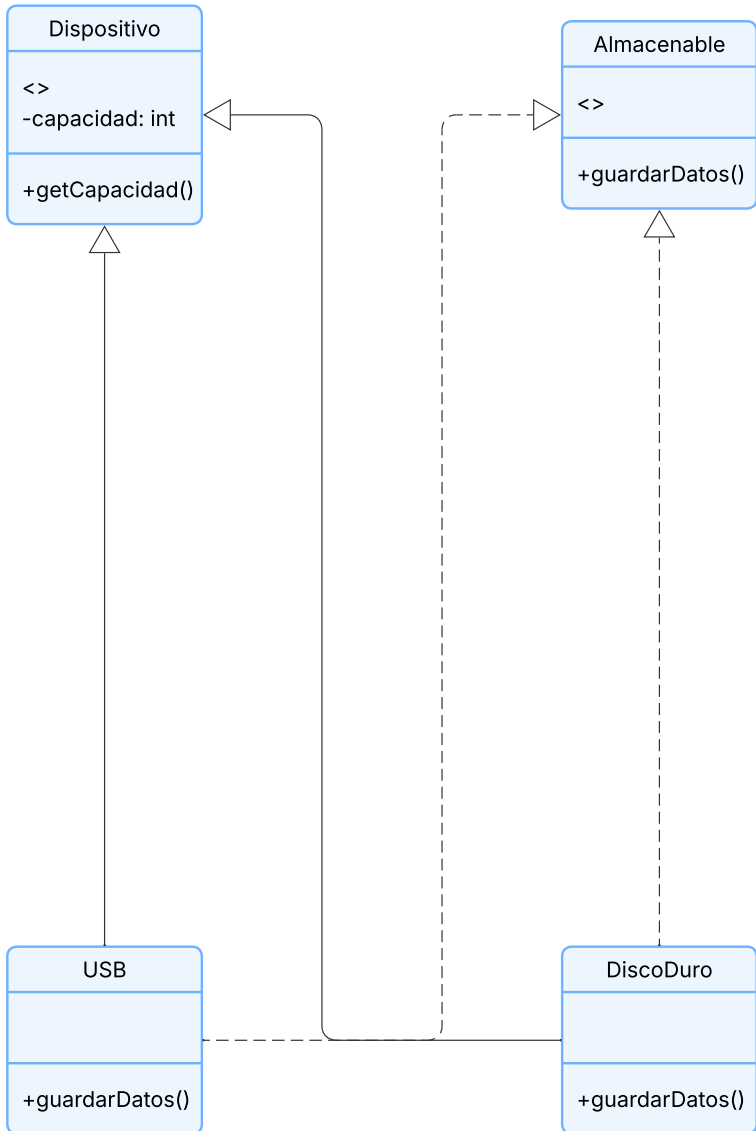 Dispositivo
<>
-capacidad: int
+getCapacidad()
Almacenable
<>
+guardarDatos()
USB
+guardarDatos()
DiscoDuro
+guardarDatos()